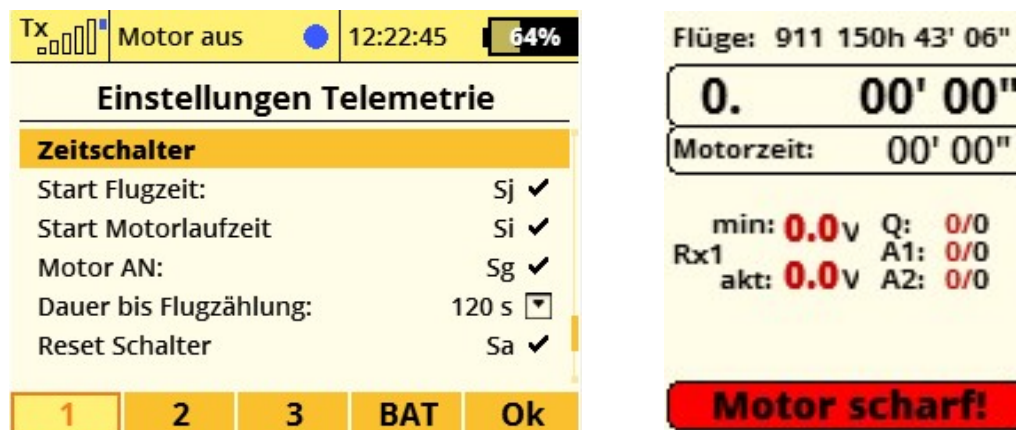 Tx Motor aus 12:22:45 64%
Einstellungen Telemetrie
Zeitschalter
Start Flugzeit: Sj
Start Motorlaufzeit Si
Motor AN: Sg
Dauer bis Flugzählung: 120 s
Reset Schalter Sa
1 2 3 BAT Ok
Flüge: 911 150h 43' 06"
0. 00' 00"
Motorzeit: 00' 00"
min: 0.0V Q: 0/0
Rx1 A1: 0/0
akt: 0.0V A2: 0/0
Motor scharf!